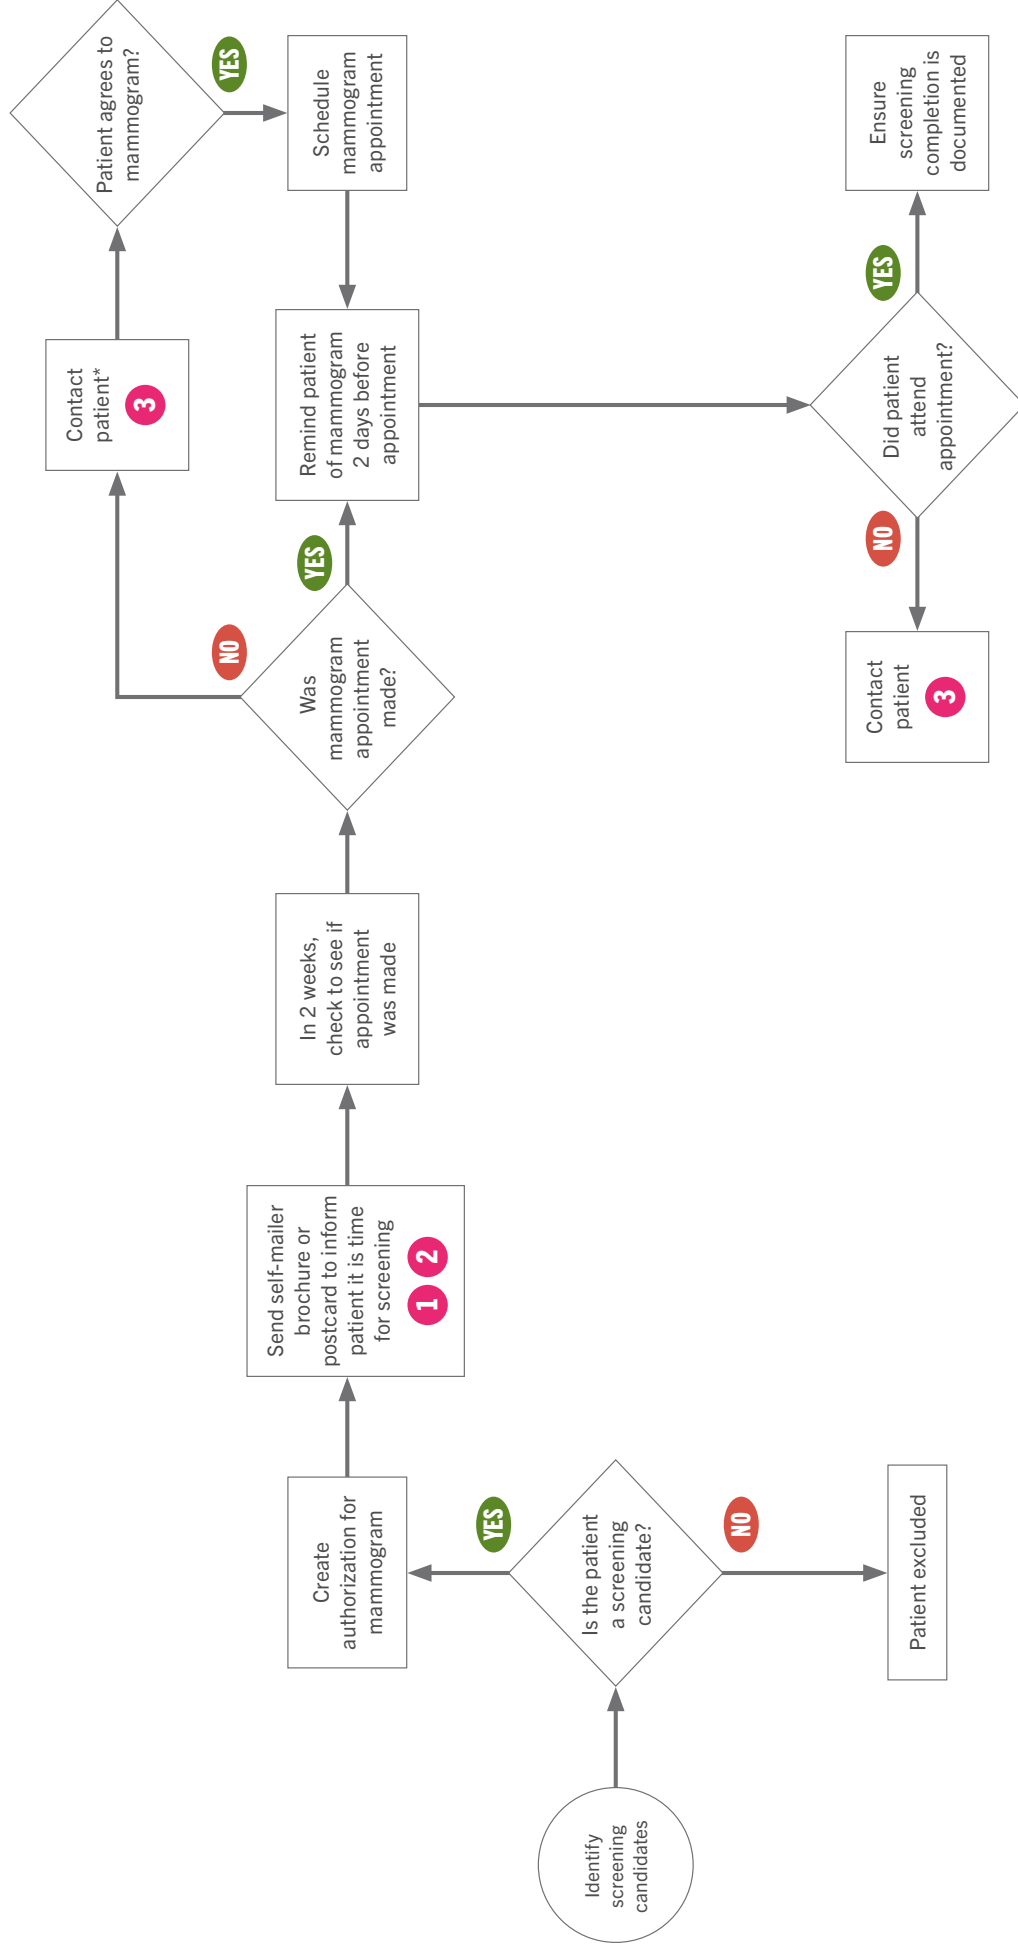 Identify
screening
candidates
Is the patient
a screening
candidate?
YES
NO
Patient excluded
Create
authorization for
mammogram
Send self-mailer
brochure or
postcard to inform
patient it is time
for screening
1 2
In 2 weeks,
check to see if
appointment
was made
Was
mammogram
appointment
made?
NO
YES
Contact
patient*
3
Patient agrees to
mammogram?
YES
Schedule
mammogram
appointment
Remind patient
of mammogram
2 days before
appointment
Did patient
attend
appointment?
NO
YES
Contact
patient
3
Ensure
screening
completion is
documented